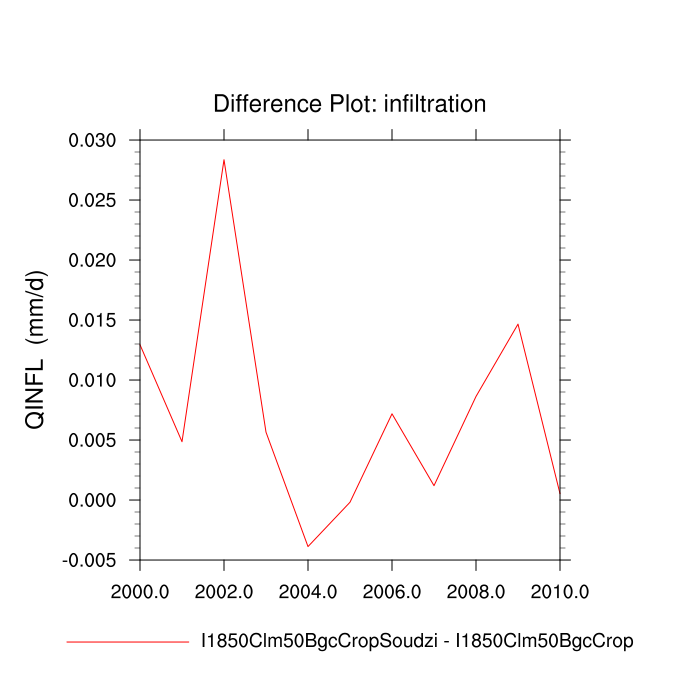 Difference Plot: infiltration
0.030
0.025
0.020
0.015
0.010
0.005
0.000
-0.005
QINFL (mm/d)
2000.0 2002.0 2004.0 2006.0 2008.0 2010.0
I1850Clm50BgcCropSoudzi - I1850Clm50BgcCrop